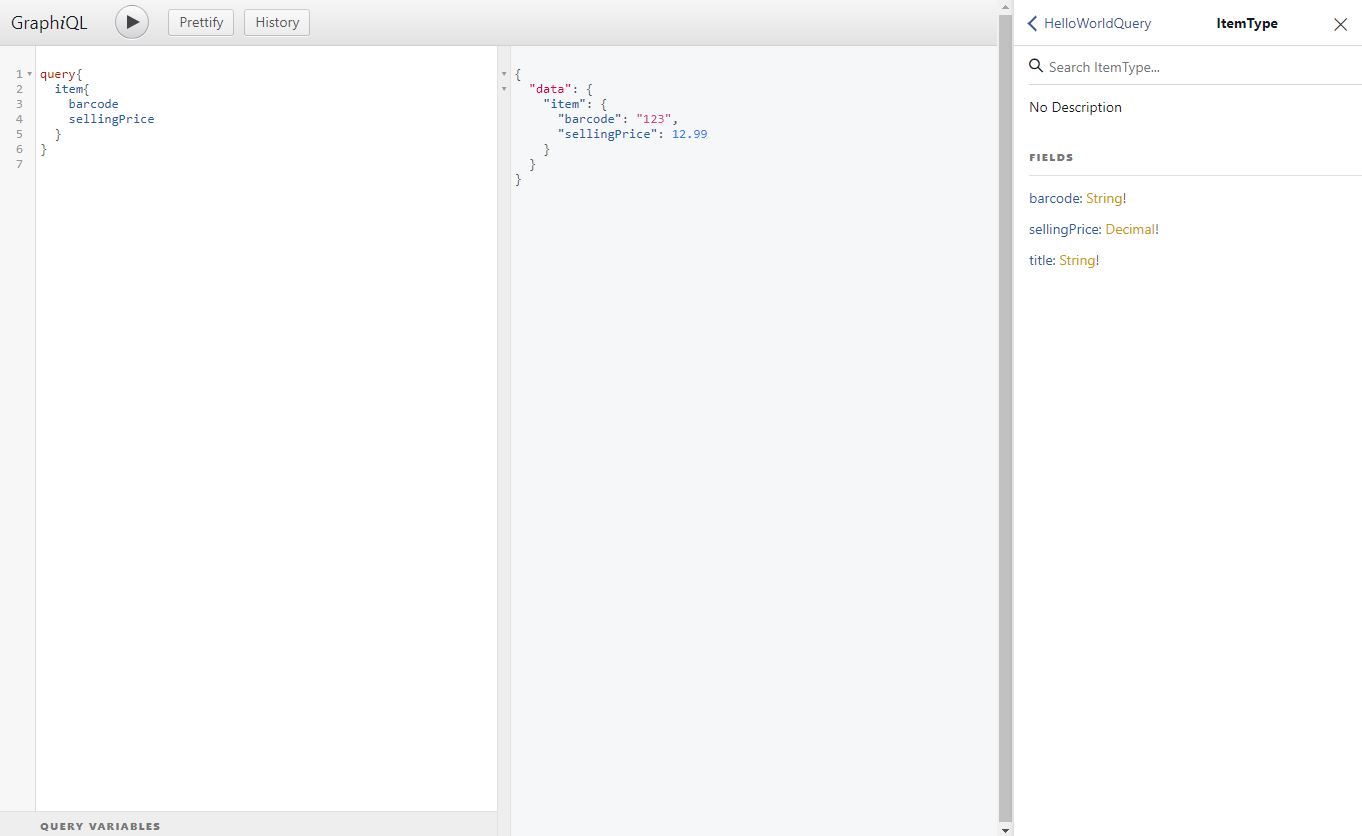 GraphiQL
Prettify
History
1 query{
2 item{
3 barcode
4 sellingPrice
5 }
6 }
7
QUERY VARIABLES
{
"data": {
"item": {
"barcode": "123",
"sellingPrice": 12.99
}
}
}
HelloWorldQuery
ItemType
Search ItemType...
No Description
FIELDS
barcode: String!
sellingPrice: Decimal!
title: String!